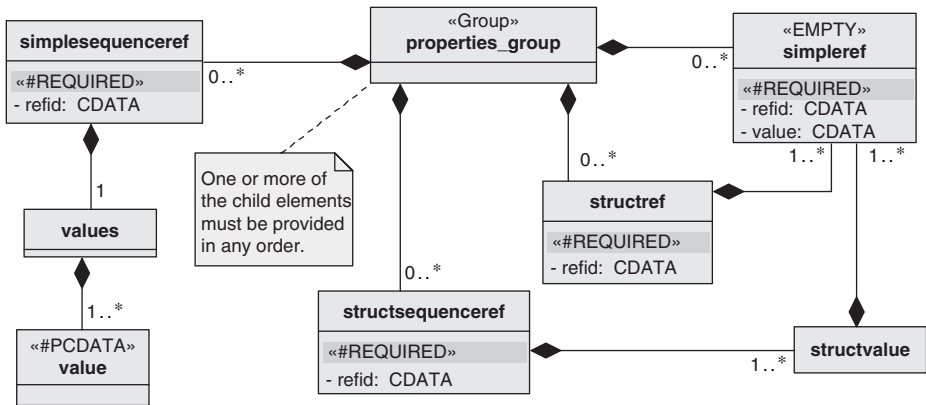 simplesequenceref
«#REQUIRED»
- refid: CDATA
0..*
«Group»
properties_group
0..*
«EMPTY»
simpleref
«#REQUIRED»
- refid: CDATA
- value: CDATA
1..*
1..*
1
values
1..*
«#PCDATA»
value
One or more of
the child elements
must be provided
in any order.
0..*
structref
«#REQUIRED»
- refid: CDATA
0..*
structsequenceref
«#REQUIRED»
- refid: CDATA
1..*
structvalue